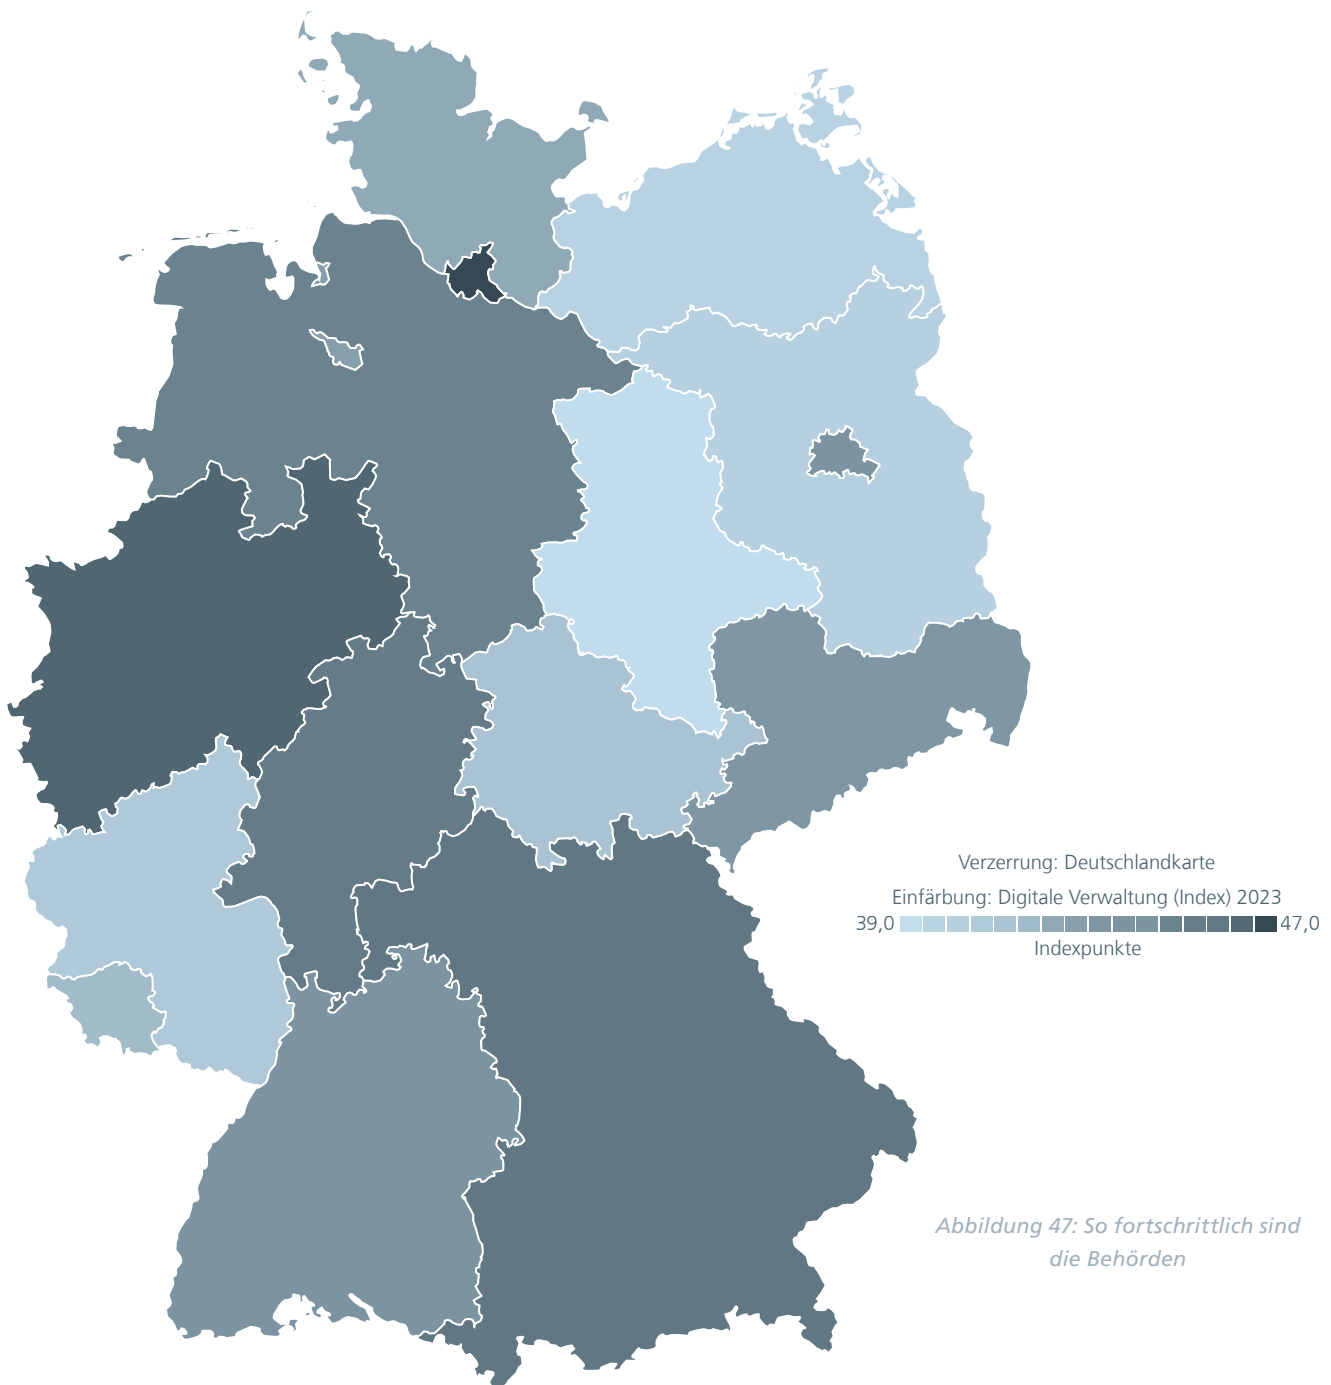 Verzerrung: Deutschlandkarte
Einfärbung: Digitale Verwaltung (Index) 2023
39,0 47,0
Indexpunkte
Abbildung 47: So fortschrittlich sind
die Behörden